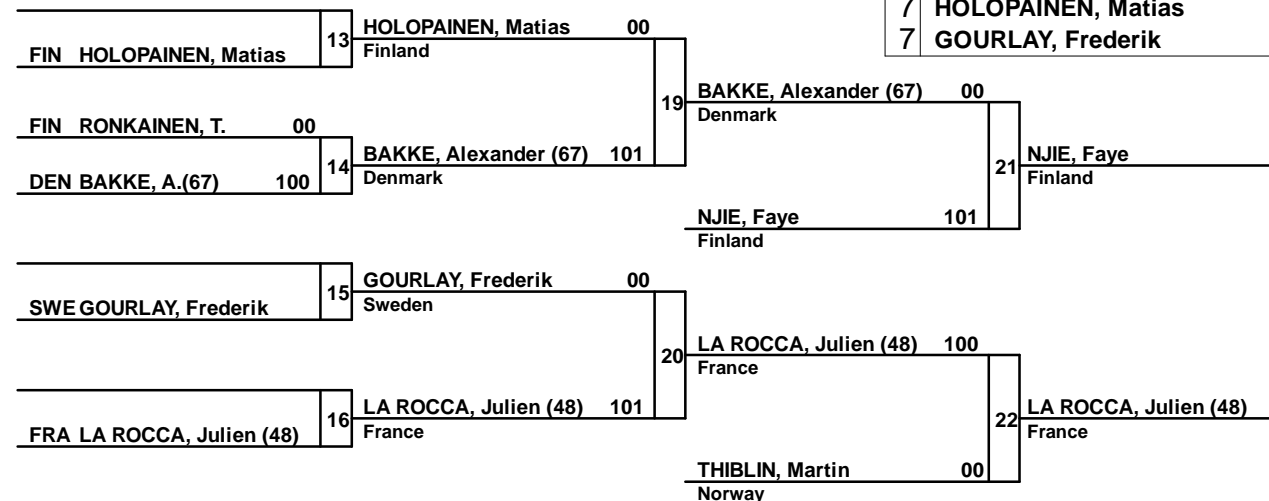 7 HOLOPAINEN, Matias
7 GOURLAY, Frederik
HOLOPAINEN, Matias 00
13
Finland
FIN HOLOPAINEN, Matias
BAKKE, Alexander (67) 00
19
Denmark
FIN RONKAINEN, T. 00
BAKKE, Alexander (67) 101
14
Denmark
DEN BAKKE, A.(67) 100
NJIE, Faye
21
Finland
NJIE, Faye 101
Finland
GOURLAY, Frederik 00
15
Sweden
SWE GOURLAY, Frederik
LA ROCCA, Julien (48) 100
20
France
LA ROCCA, Julien (48) 101
16
France
FRA LA ROCCA, Julien (48)
LA ROCCA, Julien (48)
22
France
THIBLIN, Martin 00
Norway